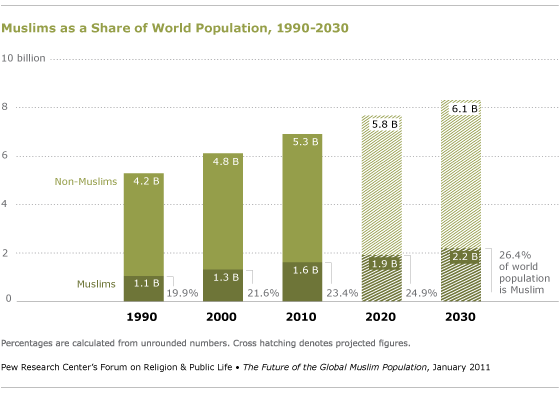 Muslims as a Share of World Population, 1990-2030
10 billion
8
6
4
2
0
Non-Muslims
Muslims
4.2 B
1.1 B
19.9%
4.8 B
1.3 B
21.6%
5.3 B
1.6 B
23.4%
5.8 B
1.9 B
24.9%
6.1 B
2.2 B
26.4%
of world
population
is Muslim
1990
2000
2010
2020
2030
Percentages are calculated from unrounded numbers. Cross hatching denotes projected figures.
Pew Research Center's Forum on Religion & Public Life • The Future of the Global Muslim Population, January 2011